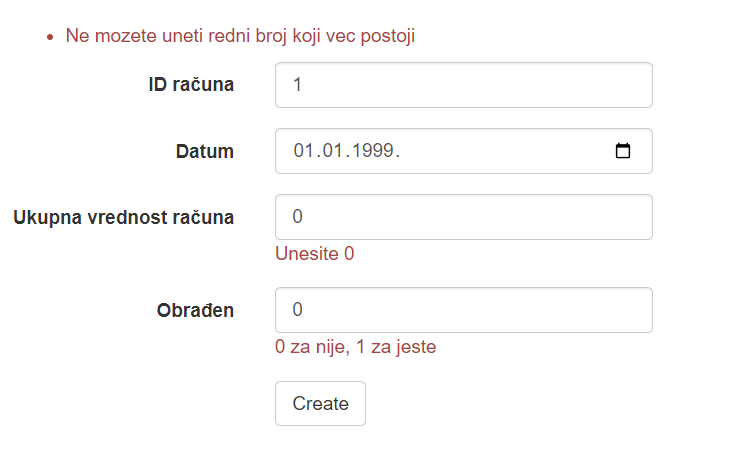 Ne mozete uneti redni broj koji vec postoji
ID računa 1
Datum 01.01.1999.
Ukupna vrednost računa 0
Unesite 0
Obrađen 0
0 za nije, 1 za jeste
Create